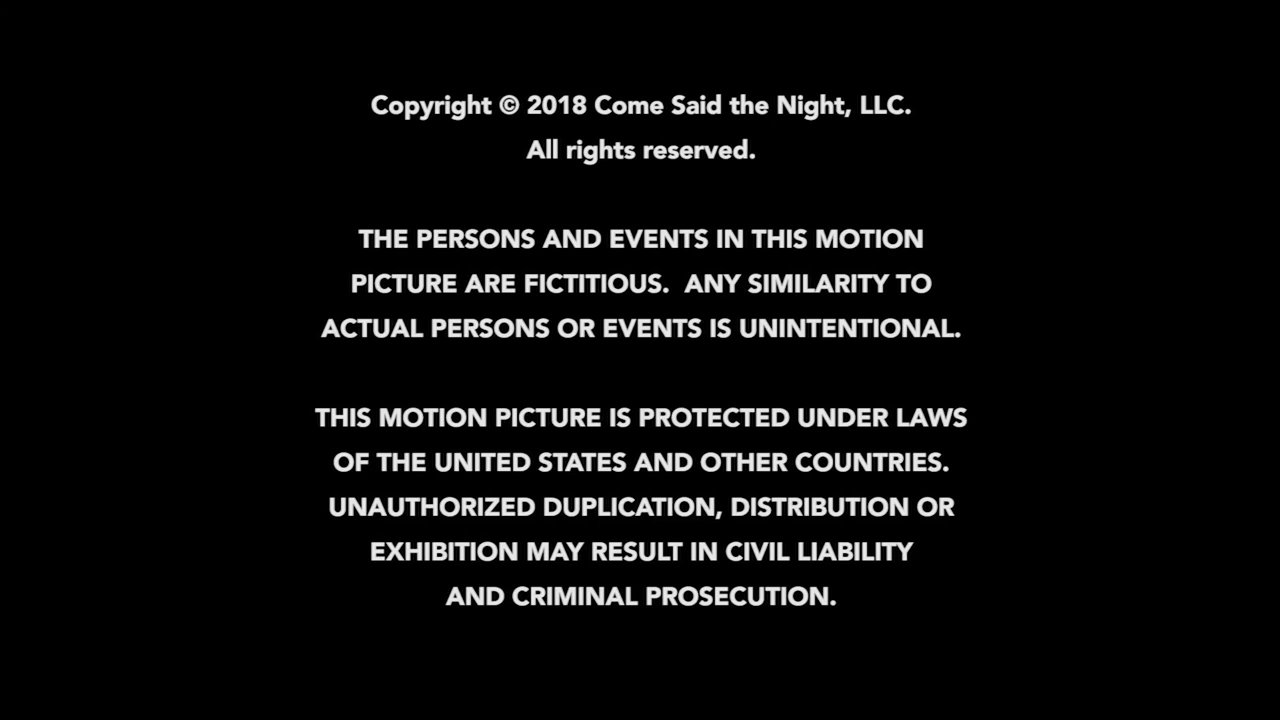 Copyright © 2018 Come Said the Night, LLC.
All rights reserved.
THE PERSONS AND EVENTS IN THIS MOTION
PICTURE ARE FICTITIOUS.  ANY SIMILARITY TO
ACTUAL PERSONS OR EVENTS IS UNINTENTIONAL.
THIS MOTION PICTURE IS PROTECTED UNDER LAWS
OF THE UNITED STATES AND OTHER COUNTRIES.
UNAUTHORIZED DUPLICATION, DISTRIBUTION OR
EXHIBITION MAY RESULT IN CIVIL LIABILITY
AND CRIMINAL PROSECUTION.